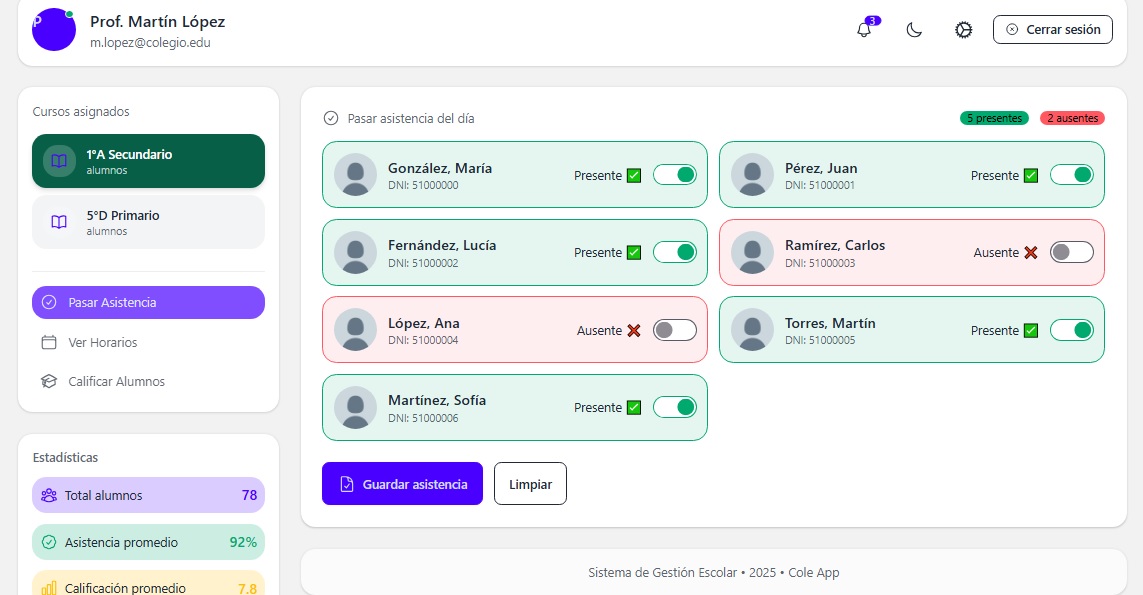 P
Prof. Martín López
m.lopez@colegio.edu
3
Cerrar sesión
Cursos asignados
1°A Secundario
alumnos
5°D Primario
alumnos
Pasar Asistencia
Ver Horarios
Calificar Alumnos
Estadísticas
Total alumnos 78
Asistencia promedio 92%
Calificación promedio 7.8
Pasar asistencia del día
5 presentes 2 ausentes
González, María
DNI: 51000000
Presente
Pérez, Juan
DNI: 51000001
Presente
Fernández, Lucía
DNI: 51000002
Presente
Ramírez, Carlos
DNI: 51000003
Ausente
López, Ana
DNI: 51000004
Ausente
Torres, Martín
DNI: 51000005
Presente
Martínez, Sofía
DNI: 51000006
Presente
Guardar asistencia
Limpiar
Sistema de Gestión Escolar • 2025 • Cole App